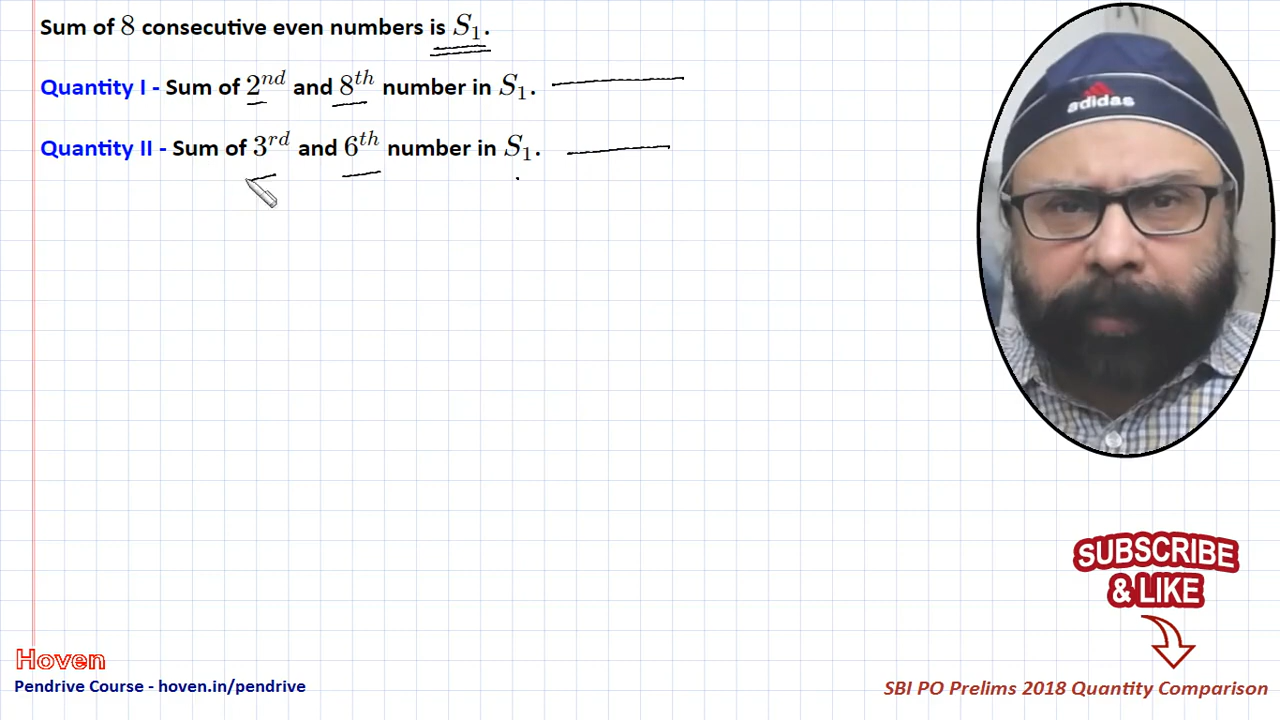 Sum of 8 consecutive even numbers is S₁.
Quantity I - Sum of 2ⁿᵈ and 8ᵗʰ number in S₁.
Quantity II - Sum of 3ʳᵈ and 6ᵗʰ number in S₁.
adidas
SUBSCRIBE
& LIKE
Hoven
Pendrive Course - hoven.in/pendrive
SBI PO Prelims 2018 Quantity Comparison